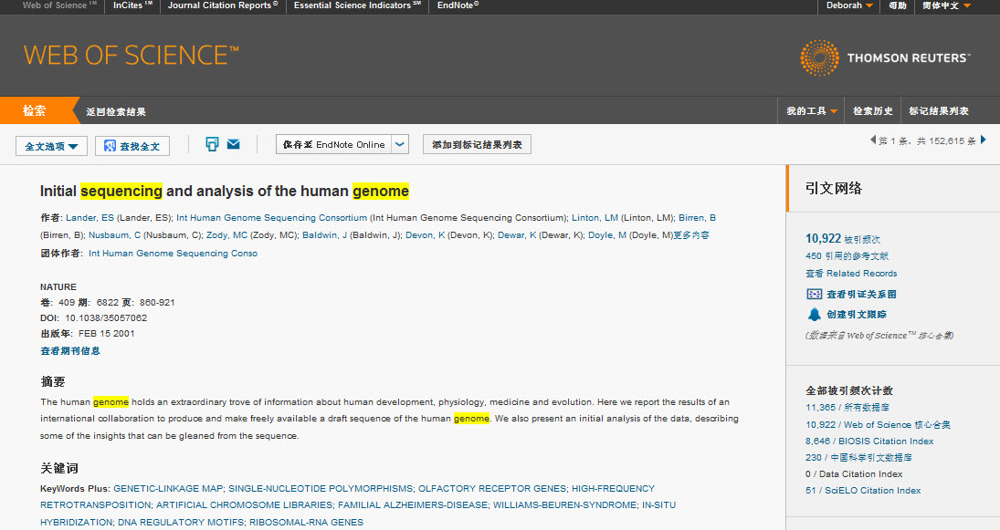 Web of Science™ InCites™ Journal Citation Reports® Essential Science Indicators℠ EndNote® Deborah 帮助 简体中文
WEB OF SCIENCE™
THOMSON REUTERS™
检索 返回检索结果 我的工具 检索历史 标记结果列表
全文选项 查找全文 保存至 EndNote Online 添加到标记结果列表 第 1 条，共 152,615 条
Initial sequencing and analysis of the human genome
作者: Lander, ES (Lander, ES); Int Human Genome Sequencing Consortium (Int Human Genome Sequencing Consortium); Linton, LM (Linton, LM); Birren, B
(Birren, B); Nusbaum, C (Nusbaum, C); Zody, MC (Zody, MC); Baldwin, J (Baldwin, J); Devon, K (Devon, K); Dewar, K (Dewar, K); Doyle, M (Doyle, M)更多内容
团体作者: Int Human Genome Sequencing Conso
NATURE
卷: 409 期: 6822 页: 860-921
DOI: 10.1038/35057062
出版年: FEB 15 2001
查看期刊信息
摘要
The human genome holds an extraordinary trove of information about human development, physiology, medicine and evolution. Here we report the results of an
international collaboration to produce and make freely available a draft sequence of the human genome. We also present an initial analysis of the data, describing
some of the insights that can be gleaned from the sequence.
关键词
KeyWords Plus: GENETIC-LINKAGE MAP; SINGLE-NUCLEOTIDE POLYMORPHISMS; OLFACTORY RECEPTOR GENES; HIGH-FREQUENCY
RETROTRANSPOSITION; ARTIFICIAL CHROMOSOME LIBRARIES; FAMILIAL ALZHEIMERS-DISEASE; WILLIAMS-BEUREN-SYNDROME; IN-SITU
HYBRIDIZATION; DNA REGULATORY MOTIFS; RIBOSOMAL-RNA GENES
引文网络
10,922 被引频次
450 引用的参考文献
查看 Related Records
查看引证关系图
创建引文跟踪
(数据来自 Web of Science™ 核心合集)
全部被引频次计数
11,365 / 所有数据库
10,922 / Web of Science 核心合集
8,646 / BIOSIS Citation Index
230 / 中国科学引文数据库
0 / Data Citation Index
51 / SciELO Citation Index